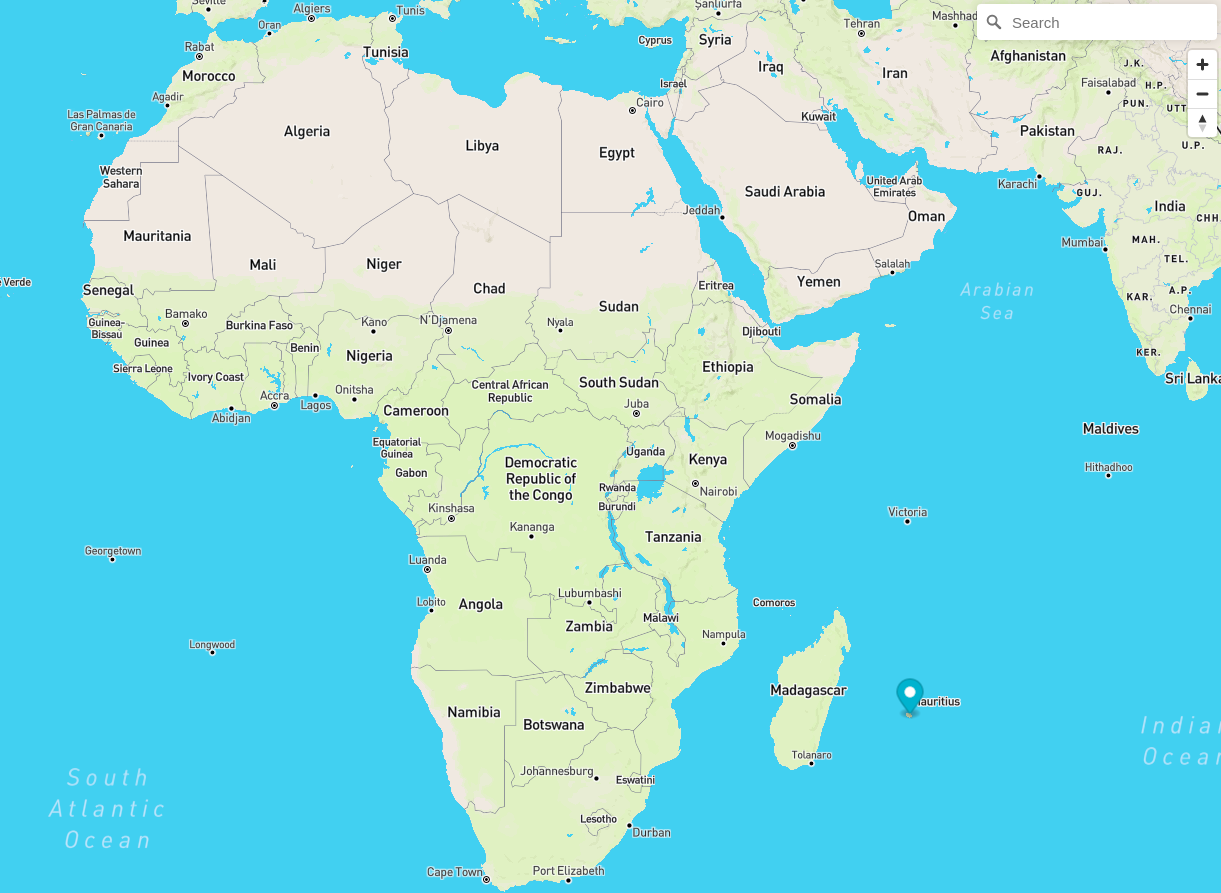 Seville
Algiers
Tunis
Şanlıurfa
Tehran
Mashhad
Search
Oran
Rabat
Tunisia
Cyprus
Syria
Iraq
Iran
Afghanistan
J.K.
H.P.
Morocco
Israel
Faisalabad
PUN.
UTT
Agadir
Cairo
Kuwait
Las Palmas de
Gran Canaria
Algeria
Libya
Egypt
Pakistan
RAJ.
U.P.
Western
Sahara
Saudi Arabia
United Arab
Emirates
Karachi
GUJ.
India
CHH
Jeddah
Oman
Mauritania
Mali
Niger
Chad
Mumbai
MAH.
TEL.
Salalah
Verde
Senegal
Eritrea
Yemen
Arabian
Sea
KAR.
A.P.
Chennai
Guinea-
Bissau
Bamako
Burkina Faso
Kano
N'Djamena
Nyala
Sudan
Djibouti
Guinea
Benin
Nigeria
KER.
Sierra Leone
Ivory Coast
Accra
Lagos
Onitsha
Central African
Republic
South Sudan
Ethiopia
Somalia
Sri Lanka
Abidjan
Cameroon
Juba
Mogadishu
Maldives
Equatorial
Guinea
Gabon
Democratic
Republic of
the Congo
Uganda
Kenya
Hithadhoo
Rwanda
Burundi
Nairobi
Kinshasa
Kananga
Victoria
Georgetown
Tanzania
Luanda
Lobito
Angola
Lubumbashi
Zambia
Malawi
Comoros
Longwood
Nampula
Zimbabwe
Madagascar
auritius
Namibia
Botswana
Indian
Ocean
Tolanaro
Johannesburg
Eswatini
South
Atlantic
Ocean
Lesotho
Durban
Cape Town
Port Elizabeth